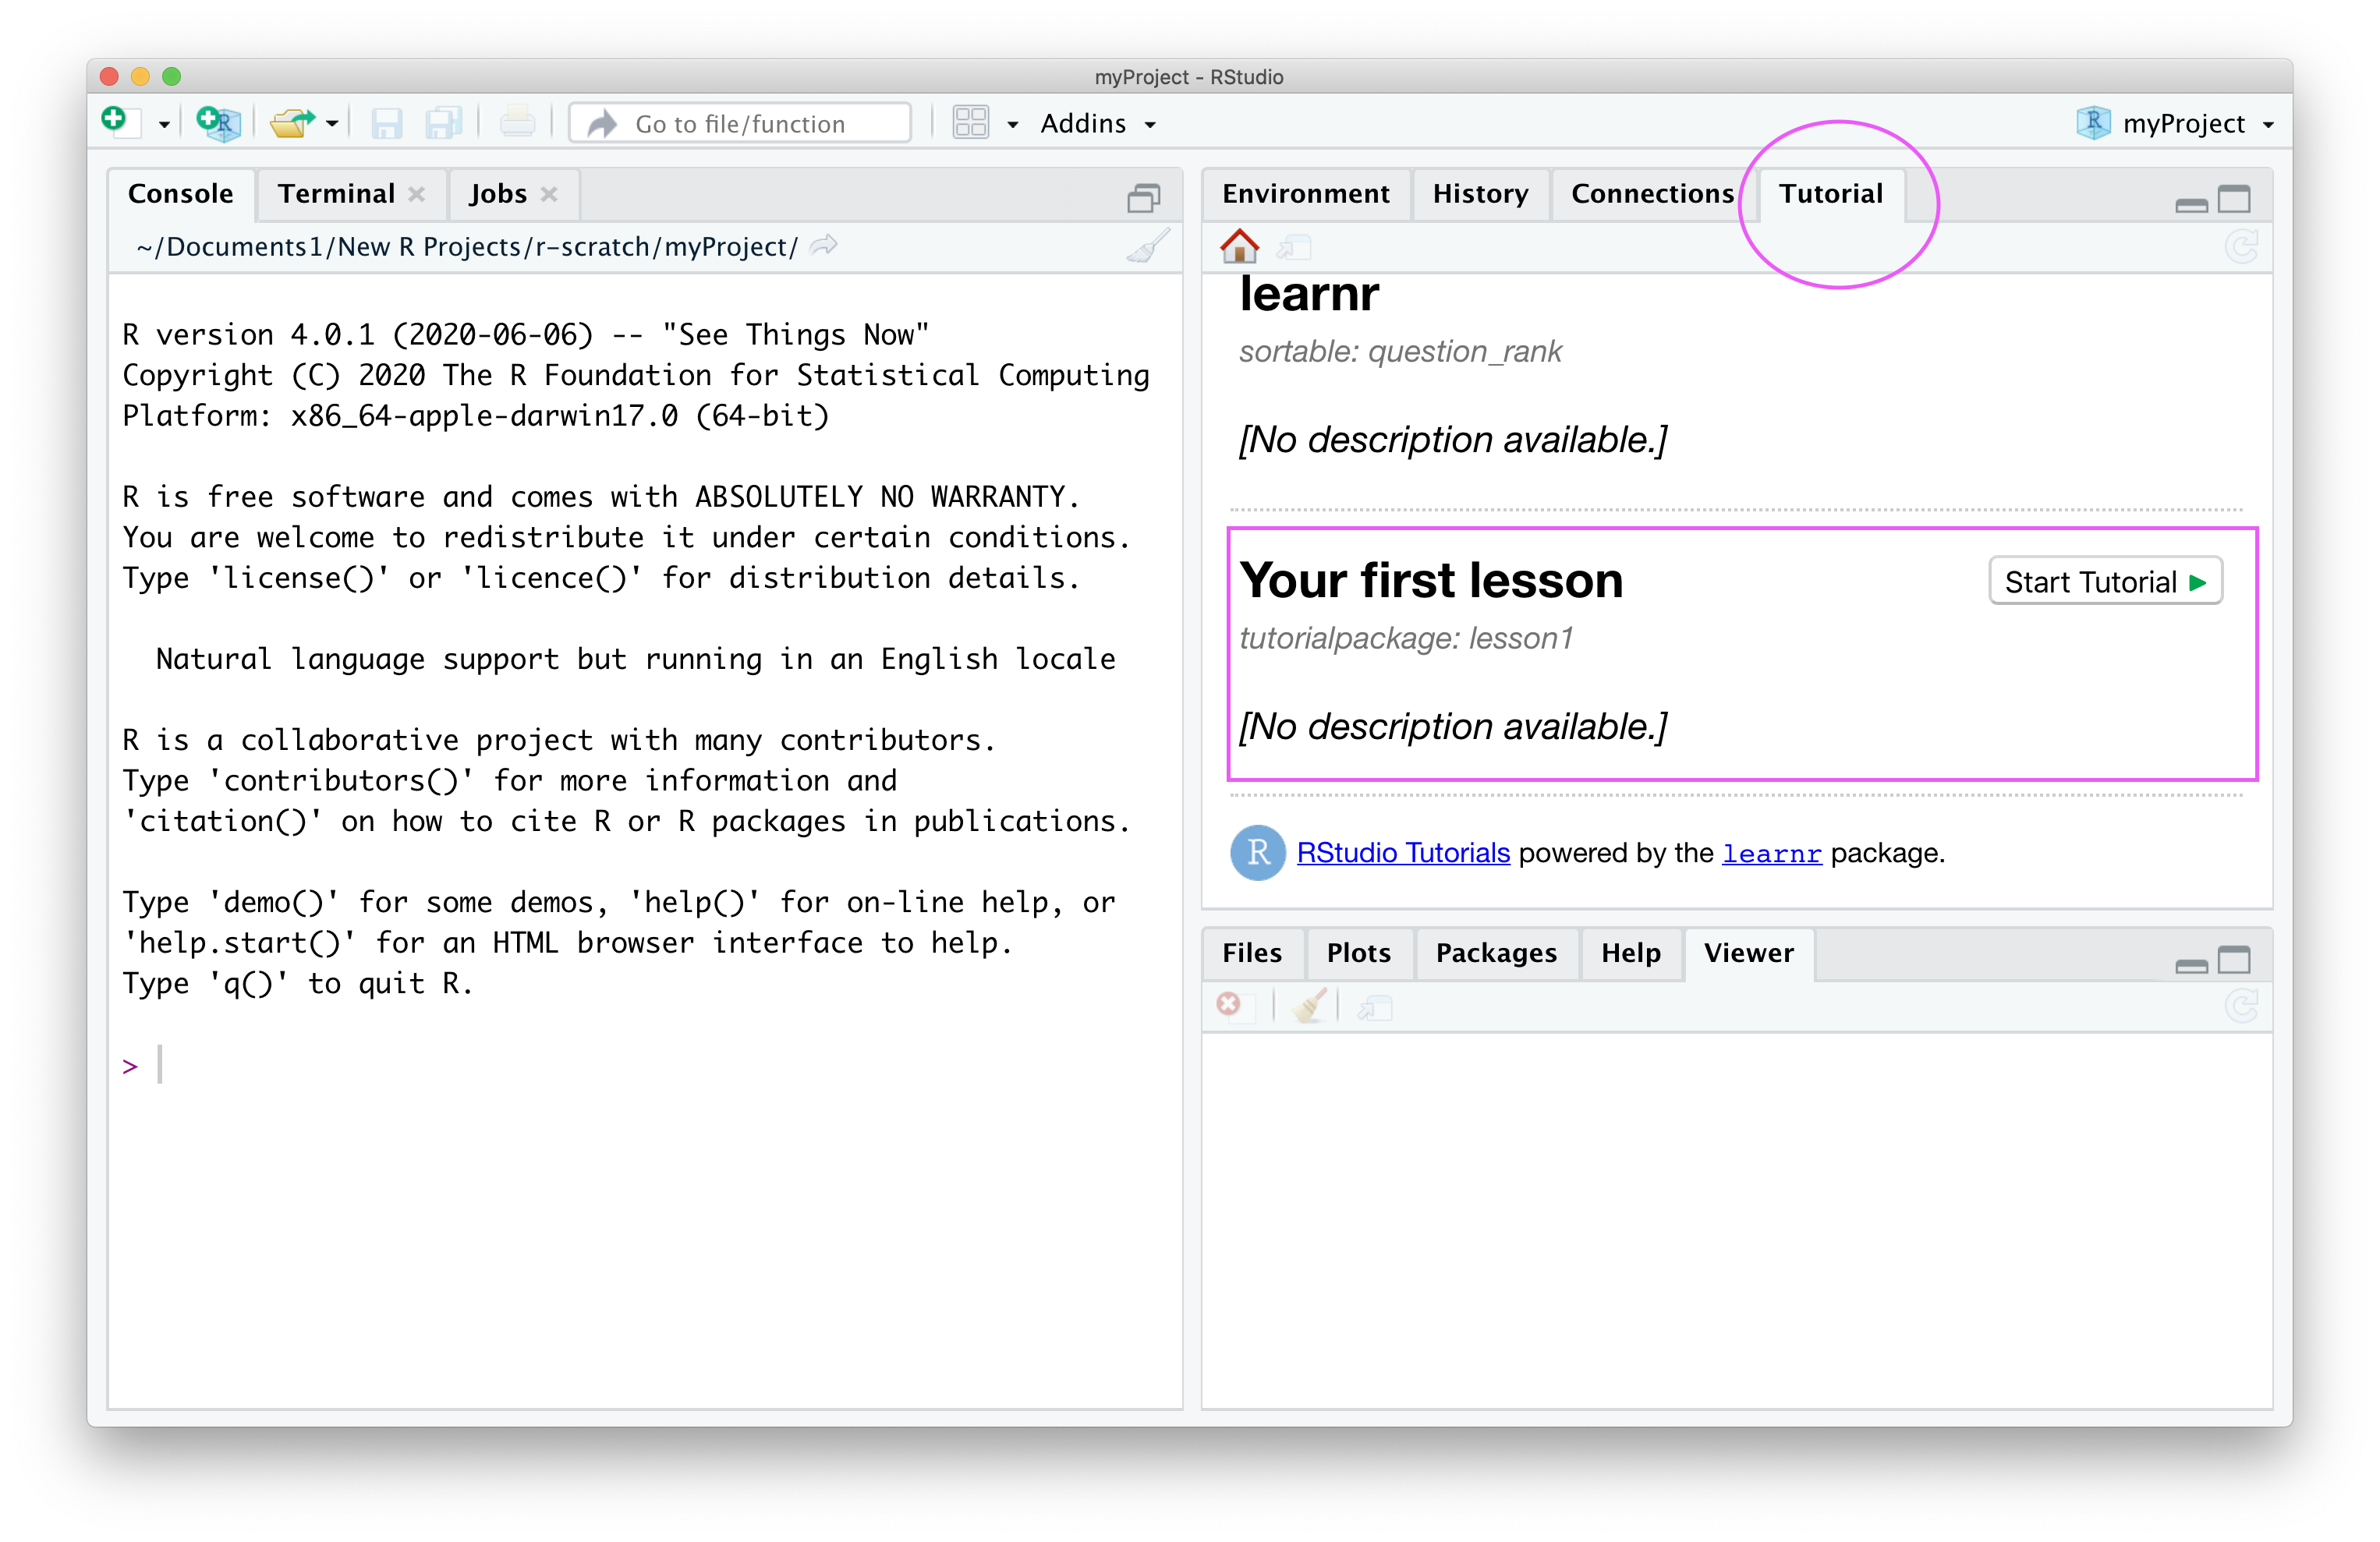 myProject - RStudio
Go to file/function
Addins
myProject
Console
Terminal
Jobs
~/Documents1/New R Projects/r-scratch/myProject/
R version 4.0.1 (2020-06-06) -- "See Things Now"
Copyright (C) 2020 The R Foundation for Statistical Computing
Platform: x86_64-apple-darwin17.0 (64-bit)
R is free software and comes with ABSOLUTELY NO WARRANTY.
You are welcome to redistribute it under certain conditions.
Type 'license()' or 'licence()' for distribution details.
Natural language support but running in an English locale
R is a collaborative project with many contributors.
Type 'contributors()' for more information and
'citation()' on how to cite R or R packages in publications.
Type 'demo()' for some demos, 'help()' for on-line help, or
'help.start()' for an HTML browser interface to help.
Type 'q()' to quit R.
>
Environment
History
Connections
Tutorial
learnr
sortable: question_rank
[No description available.]
Your first lesson
Start Tutorial
tutorialpackage: lesson1
[No description available.]
R
RStudio Tutorials powered by the learnr package.
Files
Plots
Packages
Help
Viewer